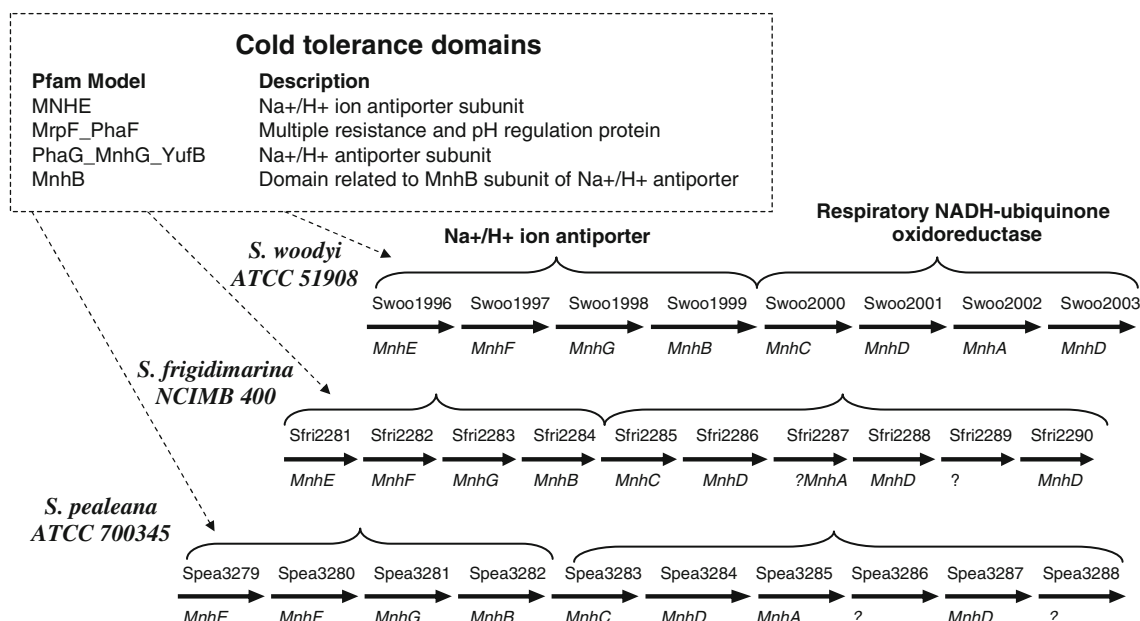 Cold tolerance domains
Pfam Model Description
MNHE Na+/H+ ion antiporter subunit
MrpF_PhaF Multiple resistance and pH regulation protein
PhaG_MnhG_YufB Na+/H+ antiporter subunit
MnhB Domain related to MnhB subunit of Na+/H+ antiporter
Respiratory NADH-ubiquinone
oxidoreductase
Na+/H+ ion antiporter
S. woodyi
ATCC 51908
Swoo1996 Swoo1997 Swoo1998 Swoo1999 Swoo2000 Swoo2001 Swoo2002 Swoo2003
MnhE MnhF MnhG MnhB MnhC MnhD MnhA MnhD
S. frigidimarina
NCIMB 400
Sfri2281 Sfri2282 Sfri2283 Sfri2284 Sfri2285 Sfri2286 Sfri2287 Sfri2288 Sfri2289 Sfri2290
MnhE MnhF MnhG MnhB MnhC MnhD ?MnhA MnhD ? MnhD
S. pealeana
ATCC 700345
Spea3279 Spea3280 Spea3281 Spea3282 Spea3283 Spea3284 Spea3285 Spea3286 Spea3287 Spea3288
MnhE MnhF MnhG MnhB MnhC MnhD MnhA ? MnhD ?